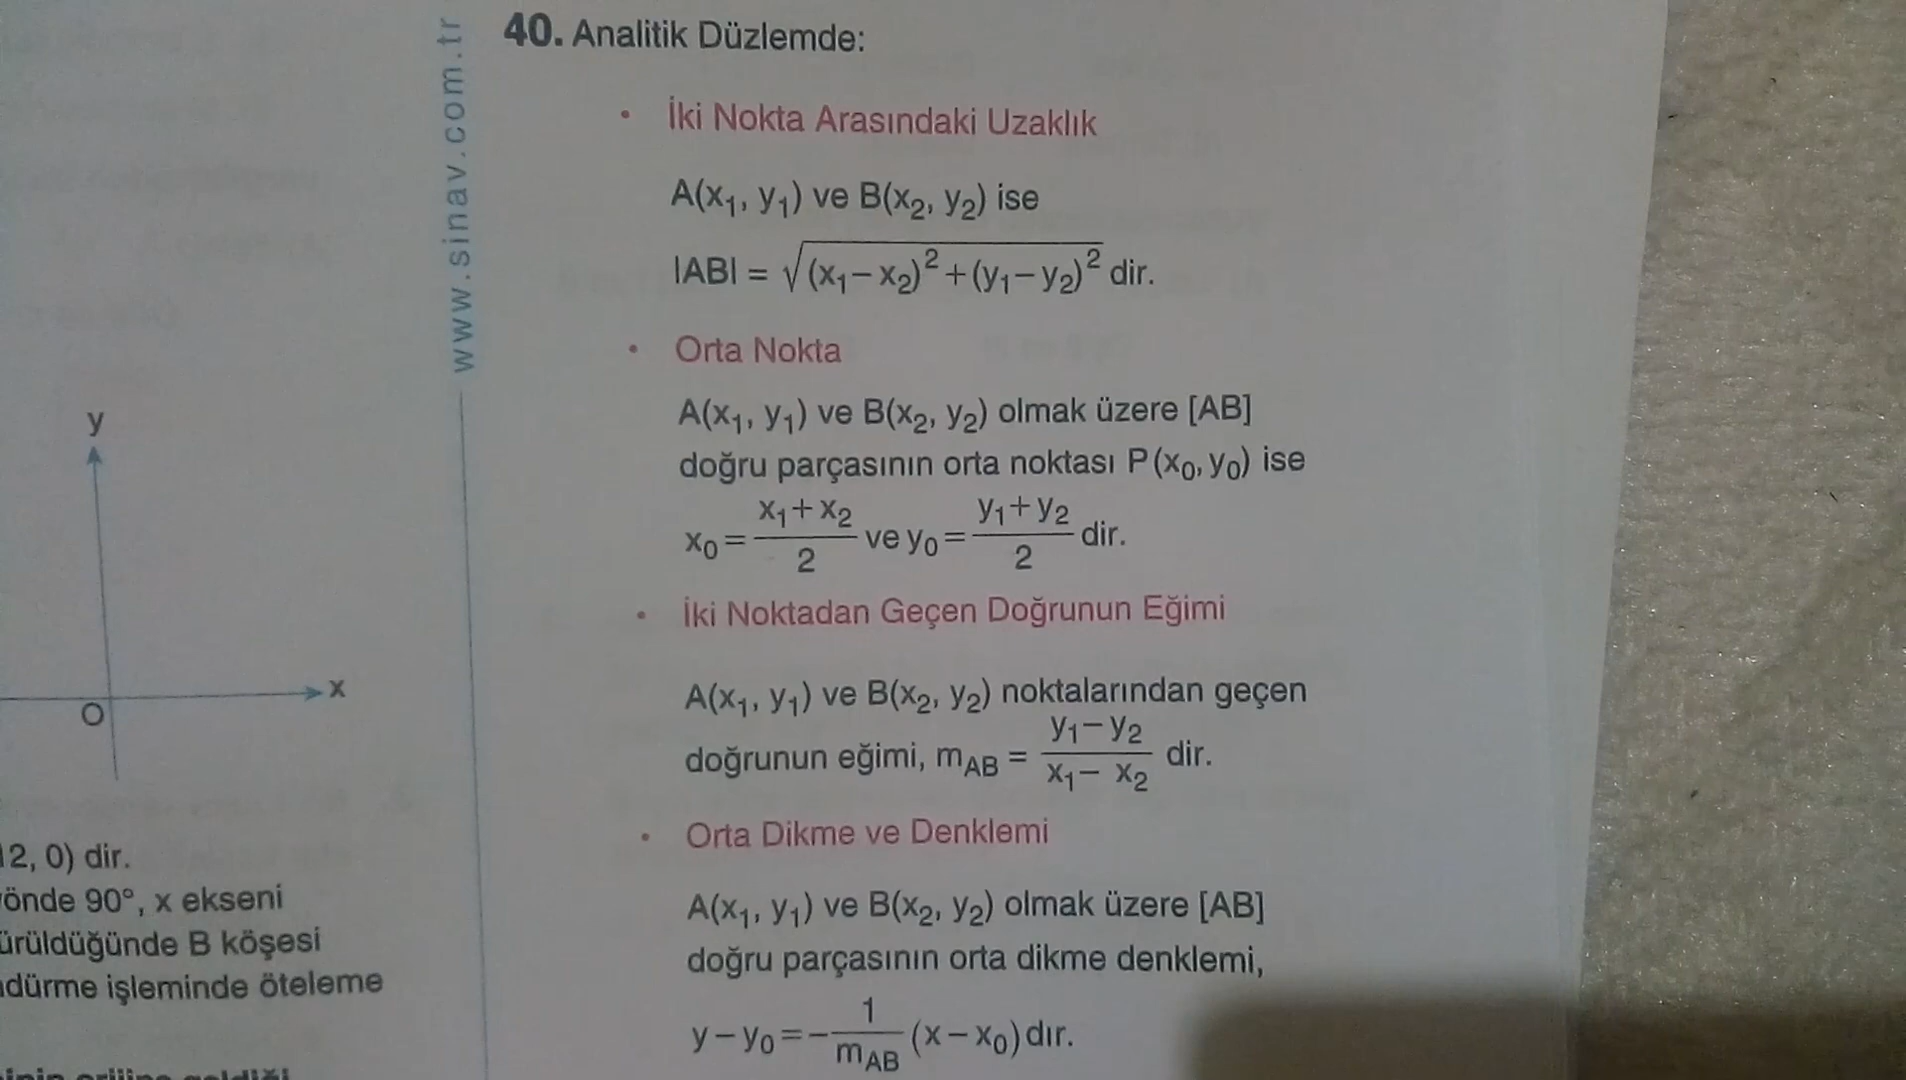 y
x
O
12, 0) dir.
önde 90°, x ekseni
ürüldüğünde B köşesi
dürme işleminde öteleme
www.sinav.com.tr
40. Analitik Düzlemde:
• İki Nokta Arasındaki Uzaklık
A(x₁, y₁) ve B(x₂, y₂) ise
|AB| = √((x₁−x₂)²+(y₁−y₂)²) dir.
• Orta Nokta
A(x₁, y₁) ve B(x₂, y₂) olmak üzere [AB]
doğru parçasının orta noktası P(x₀, y₀) ise
x₀ = (x₁+x₂)/2 ve y₀ = (y₁+y₂)/2 dir.
• İki Noktadan Geçen Doğrunun Eğimi
A(x₁, y₁) ve B(x₂, y₂) noktalarından geçen
doğrunun eğimi, m_AB = (y₁−y₂)/(x₁−x₂) dir.
• Orta Dikme ve Denklemi
A(x₁, y₁) ve B(x₂, y₂) olmak üzere [AB]
doğru parçasının orta dikme denklemi,
y−y₀=−1/m_AB (x−x₀) dır.